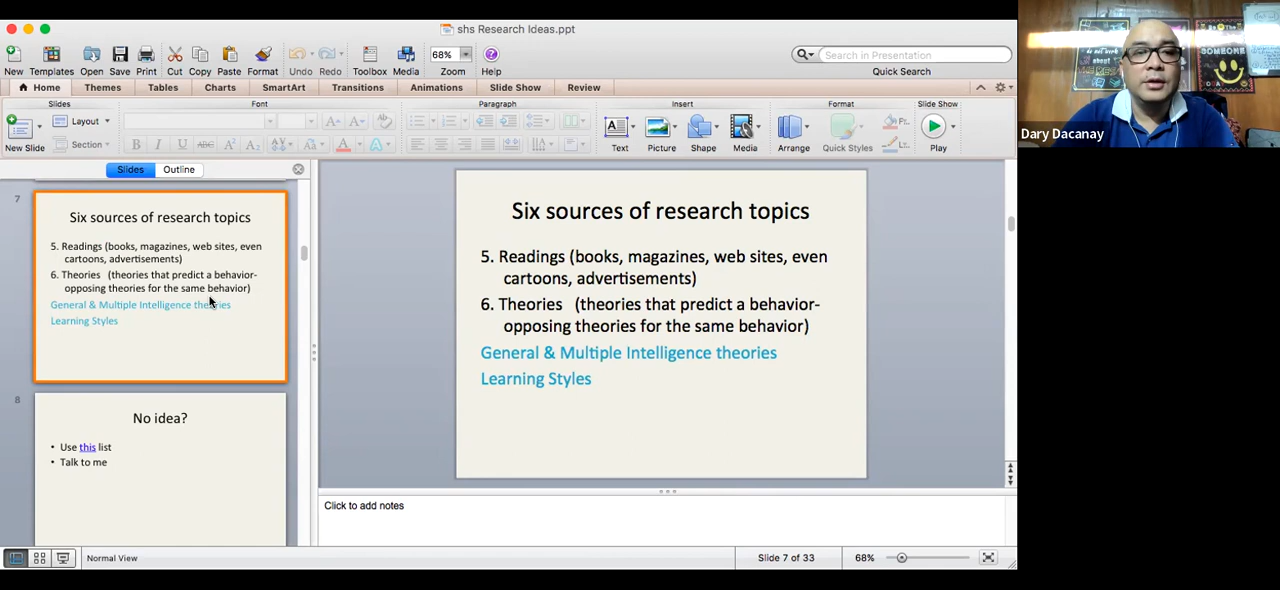 shs Research Ideas.ppt
New Templates Open Save Print Cut Copy Paste Format Undo Redo Toolbox Media
68%
Zoom Help
Search in Presentation
Quick Search
Home Themes Tables Charts SmartArt Transitions Animations Slide Show Review
Slides Font Paragraph Insert Format Slide Show
Layout
Section
New Slide
B I U ABC A² A₂
Text Picture Shape Media Arrange Quick Styles Play
Slides Outline
7
Six sources of research topics
5. Readings (books, magazines, web sites, even
cartoons, advertisements)
6. Theories (theories that predict a behavior-
opposing theories for the same behavior)
General & Multiple Intelligence theories
Learning Styles
8
No idea?
• Use this list
• Talk to me
Six sources of research topics
5. Readings (books, magazines, web sites, even
cartoons, advertisements)
6. Theories (theories that predict a behavior-
opposing theories for the same behavior)
General & Multiple Intelligence theories
Learning Styles
Click to add notes
Normal View
Slide 7 of 33
68%
SOMEONE
Dary Dacanay